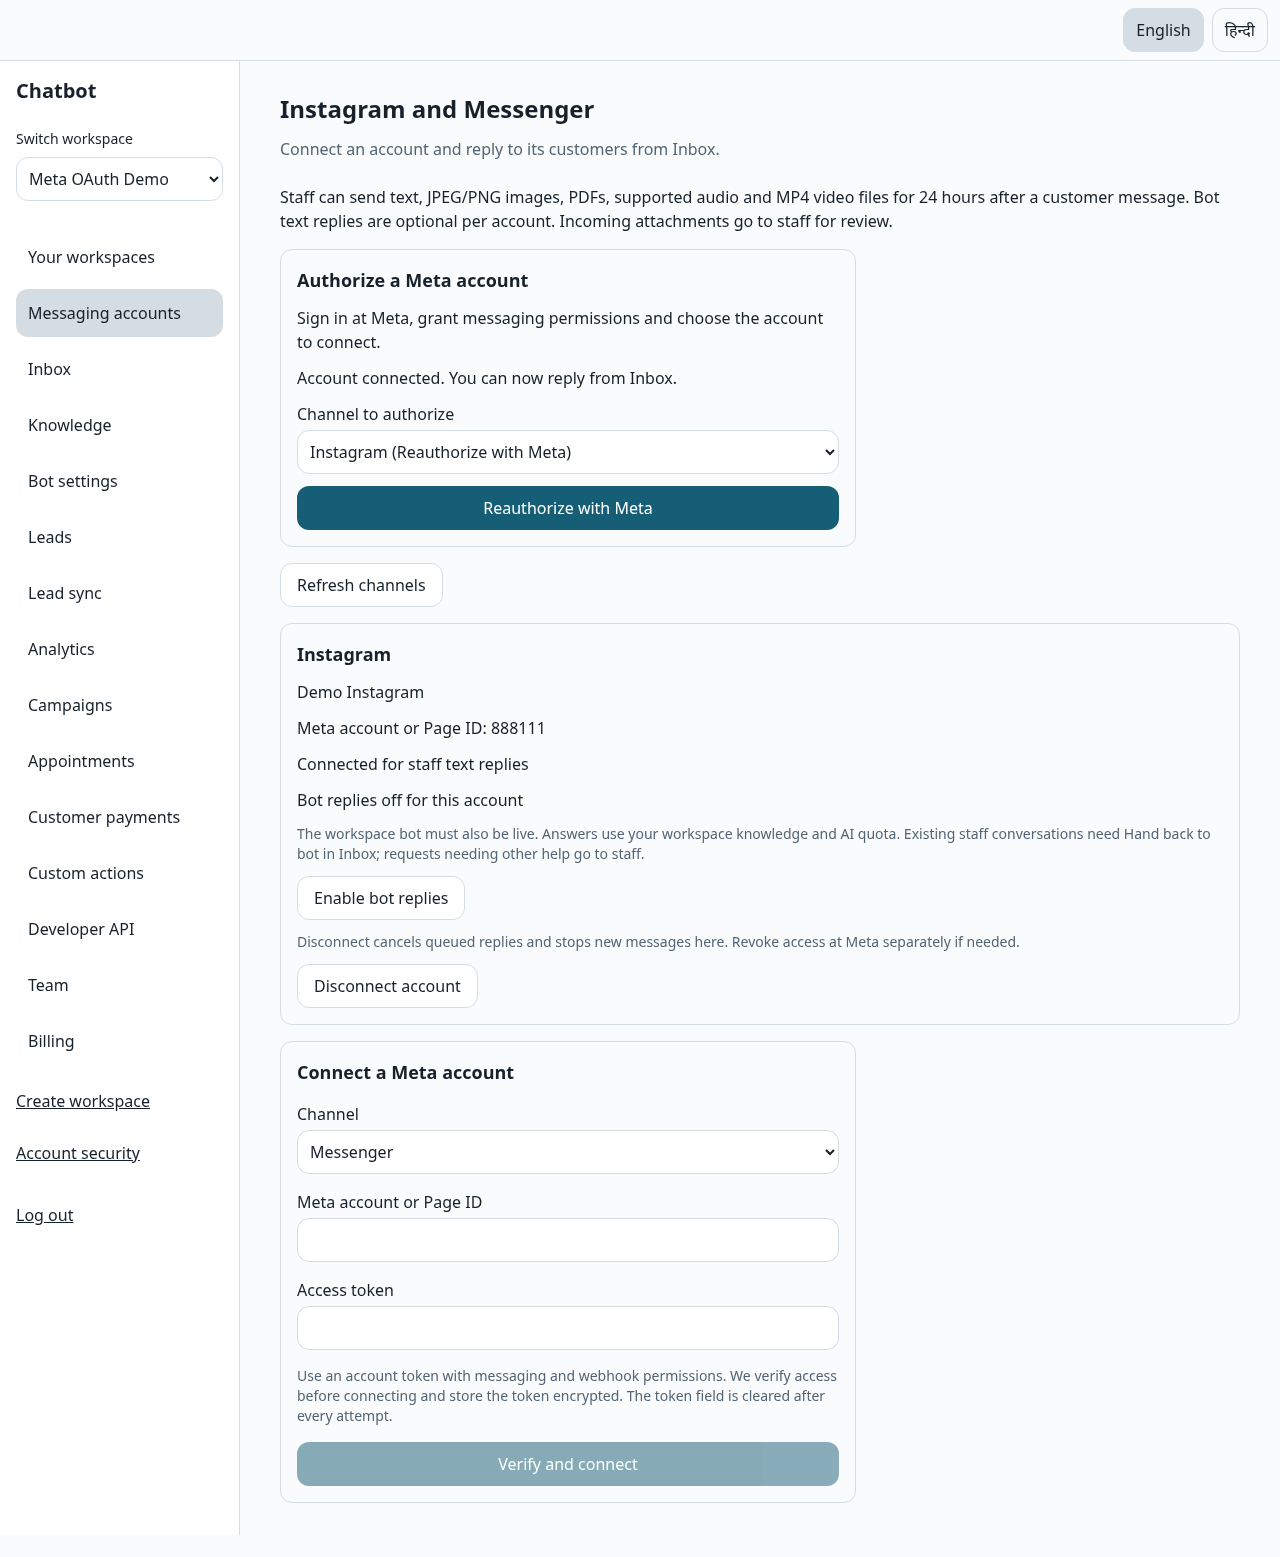 English
हिन्दी
Chatbot
Switch workspace
Meta OAuth Demo
Your workspaces
Messaging accounts
Inbox
Knowledge
Bot settings
Leads
Lead sync
Analytics
Campaigns
Appointments
Customer payments
Custom actions
Developer API
Team
Billing
Create workspace
Account security
Log out
Instagram and Messenger
Connect an account and reply to its customers from Inbox.
Staff can send text, JPEG/PNG images, PDFs, supported audio and MP4 video files for 24 hours after a customer message. Bot
text replies are optional per account. Incoming attachments go to staff for review.
Authorize a Meta account
Sign in at Meta, grant messaging permissions and choose the account
to connect.
Account connected. You can now reply from Inbox.
Channel to authorize
Instagram (Reauthorize with Meta)
Reauthorize with Meta
Refresh channels
Instagram
Demo Instagram
Meta account or Page ID: 888111
Connected for staff text replies
Bot replies off for this account
The workspace bot must also be live. Answers use your workspace knowledge and AI quota. Existing staff conversations need Hand back to
bot in Inbox; requests needing other help go to staff.
Enable bot replies
Disconnect cancels queued replies and stops new messages here. Revoke access at Meta separately if needed.
Disconnect account
Connect a Meta account
Channel
Messenger
Meta account or Page ID
Access token
Use an account token with messaging and webhook permissions. We verify access
before connecting and store the token encrypted. The token field is cleared after
every attempt.
Verify and connect